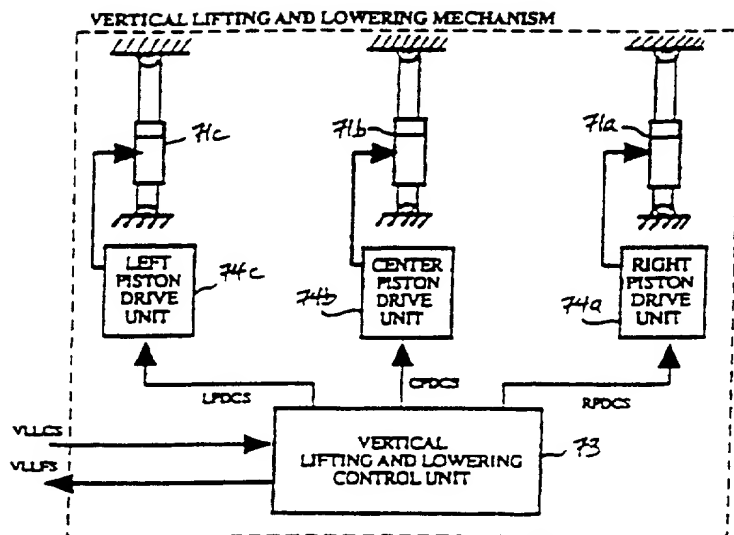 VERTICAL LIFTING AND LOWERING MECHANISM
71c
71b
71a
LEFT
PISTON
DRIVE
UNIT
74c
CENTER
PISTON
DRIVE
UNIT
74b
RIGHT
PISTON
DRIVE
UNIT
74a
LPDCS
CPDCS
RPDCS
VLLCS
VLLFS
VERTICAL
LIFTING AND LOWERING
CONTROL UNIT
73